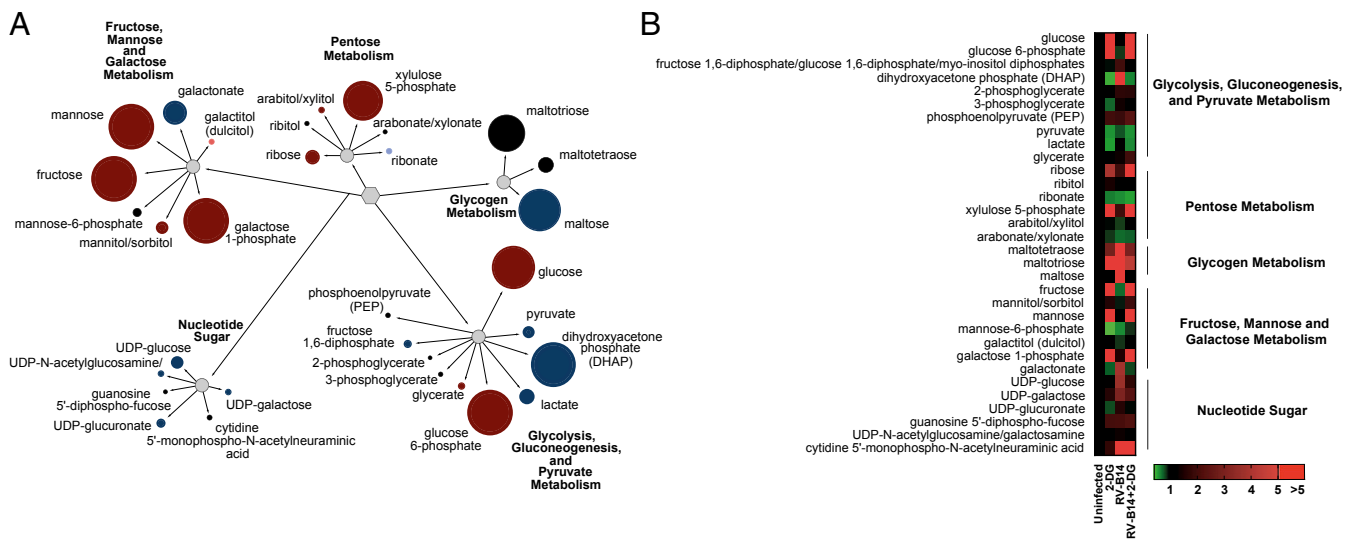 A
Fructose,
Mannose
and
Galactose
Metabolism
galactonate
mannose
galactitol
(dulcitol)
fructose
mannose-6-phosphate
mannitol/sorbitol
galactose
1-phosphate
Pentose
Metabolism
xylulose
5-phosphate
arabitol/xylitol
ribitol
arabonate/xylonate
ribose
ribonate
maltotriose
maltotetraose
Glycogen
Metabolism
maltose
Nucleotide
Sugar
UDP-glucose
UDP-N-acetylglucosamine/
guanosine
5'-diphospho-fucose
UDP-galactose
UDP-glucuronate
cytidine
5'-monophospho-N-acetylneuraminic
acid
glucose
phosphoenolpyruvate
(PEP)
pyruvate
fructose
1,6-diphosphate
dihydroxyacetone
phosphate
(DHAP)
2-phosphoglycerate
3-phosphoglycerate
glycerate
lactate
glucose
6-phosphate
Glycolysis,
Gluconeogenesis,
and
Pyruvate
Metabolism
B
glucose
glucose 6-phosphate
fructose 1,6-diphosphate/glucose 1,6-diphosphate/myo-inositol diphosphates
dihydroxyacetone phosphate (DHAP)
2-phosphoglycerate
3-phosphoglycerate
phosphoenolpyruvate (PEP)
pyruvate
lactate
glycerate
ribose
ribitol
ribonate
xylulose 5-phosphate
arabitol/xylitol
arabonate/xylonate
maltotetraose
maltotriose
maltose
fructose
mannitol/sorbitol
mannose
mannose-6-phosphate
galactitol (dulcitol)
galactose 1-phosphate
galactonate
UDP-glucose
UDP-galactose
UDP-glucuronate
guanosine 5'-diphospho-fucose
UDP-N-acetylglucosamine/galactosamine
cytidine 5'-monophospho-N-acetylneuraminic acid
Glycolysis, Gluconeogenesis,
and Pyruvate Metabolism
Pentose Metabolism
Glycogen Metabolism
Fructose, Mannose and
Galactose Metabolism
Nucleotide Sugar
Uninfected
2-DG
RV-B14
RV-B14+2-DG
1 2 3 4 5 >5